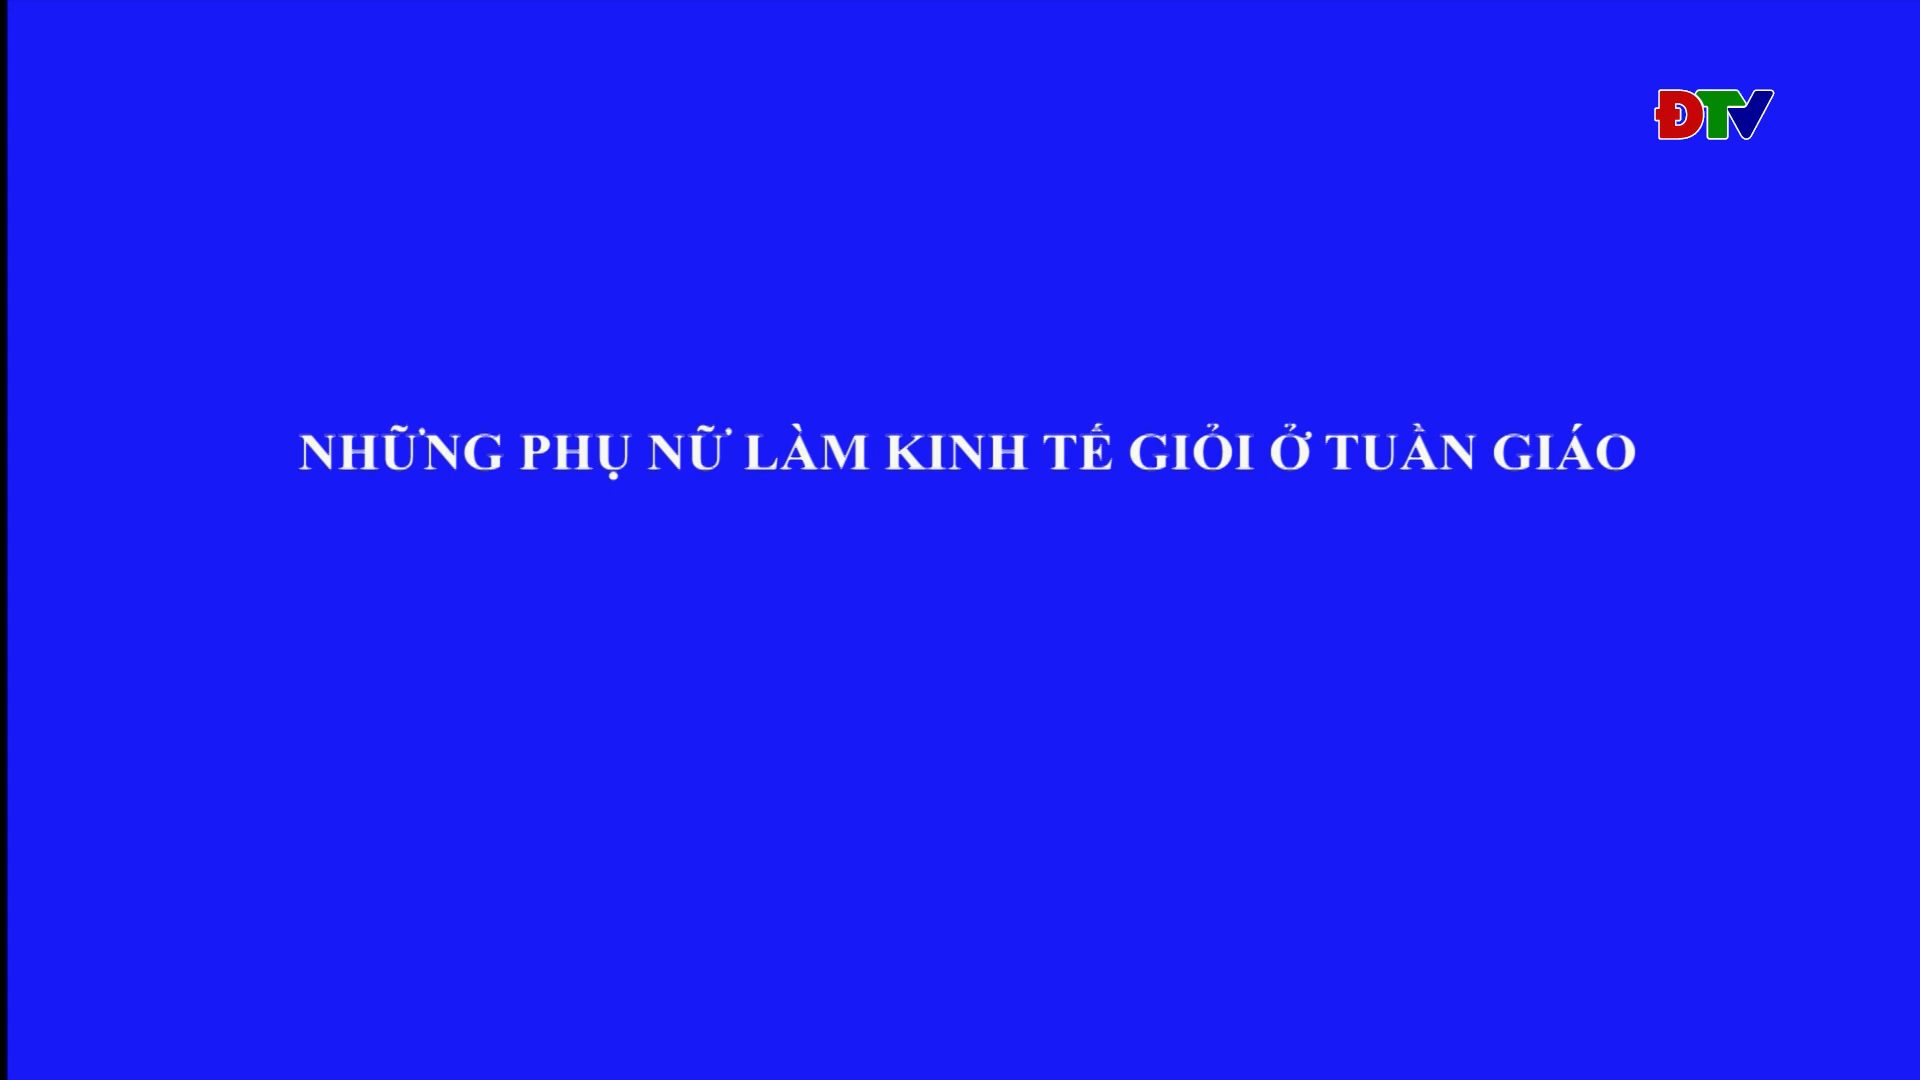 ĐTV
NHỮNG PHỤ NỮ LÀM KINH TẾ GIỎI Ở TUẦN GIÁO